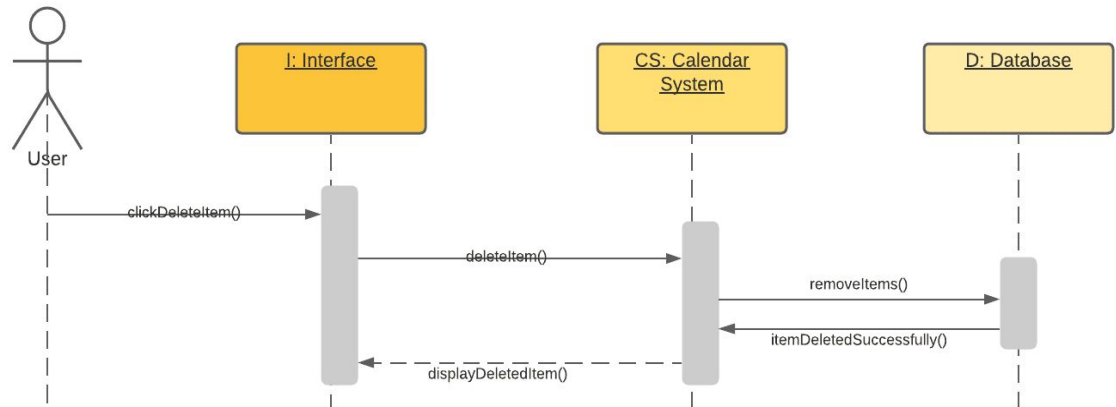 I: Interface
CS: Calendar
System
D: Database
User
clickDeleteItem()
deleteItem()
removeItems()
itemDeletedSuccessfully()
displayDeletedItem()